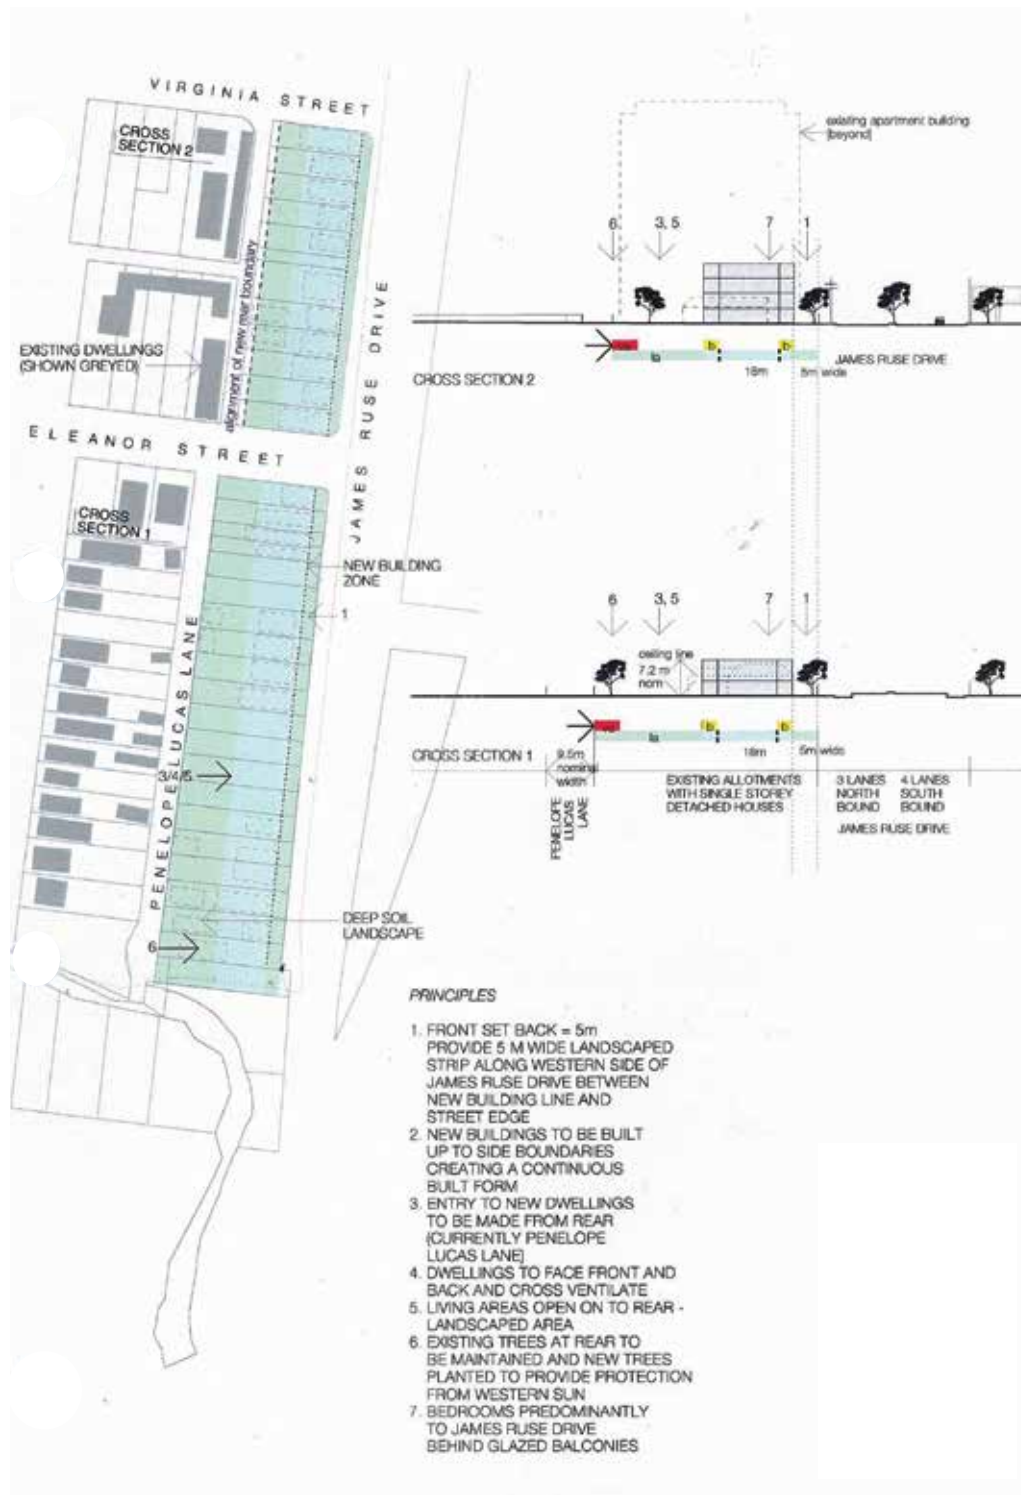 VIRGINIA STREET
CROSS
SECTION 2
alignment of new rear boundary
EXISTING DWELLINGS
(SHOWN GREYED)
JAMES RUSE DRIVE
ELEANOR STREET
CROSS
SECTION 1
NEW BUILDING
ZONE
1
PENELOPE LUCAS LANE
3/4/5
DEEP SOIL
LANDSCAPE
6
existing apartment building
[beyond]
6 3, 5 7 1
b b
la
18m 5m wide
JAMES RUSE DRIVE
CROSS SECTION 2
6 3, 5 7 1
ceiling line
7.2 m
nom
b b
la
18m 5m wide
CROSS SECTION 1
9.5m
nominal
width
PENELOPE
LUCAS
LANE
EXISTING ALLOTMENTS
WITH SINGLE STOREY
DETACHED HOUSES
3 LANES
NORTH
BOUND
4 LANES
SOUTH
BOUND
JAMES RUSE DRIVE
PRINCIPLES
1. FRONT SET BACK = 5m
PROVIDE 5 M WIDE LANDSCAPED
STRIP ALONG WESTERN SIDE OF
JAMES RUSE DRIVE BETWEEN
NEW BUILDING LINE AND
STREET EDGE
2. NEW BUILDINGS TO BE BUILT
UP TO SIDE BOUNDARIES
CREATING A CONTINUOUS
BUILT FORM
3. ENTRY TO NEW DWELLINGS
TO BE MADE FROM REAR
(CURRENTLY PENELOPE
LUCAS LANE)
4. DWELLINGS TO FACE FRONT AND
BACK AND CROSS VENTILATE
5. LIVING AREAS OPEN ON TO REAR -
LANDSCAPED AREA
6. EXISTING TREES AT REAR TO
BE MAINTAINED AND NEW TREES
PLANTED TO PROVIDE PROTECTION
FROM WESTERN SUN
7. BEDROOMS PREDOMINANTLY
TO JAMES RUSE DRIVE
BEHIND GLAZED BALCONIES